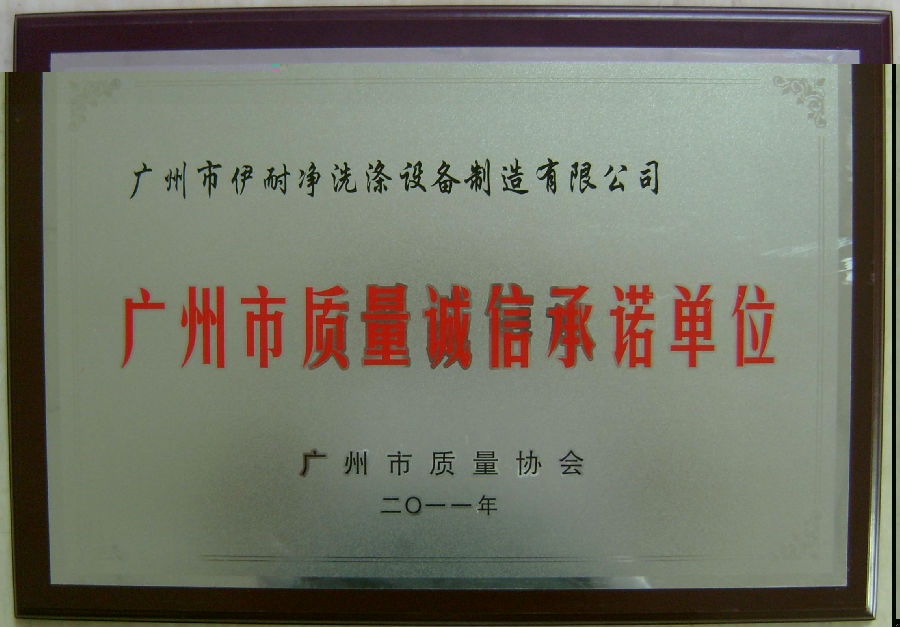 广州市伊耐净洗涤设备制造有限公司
广州市质量诚信承诺单位
广州市质量协会
二〇一一年